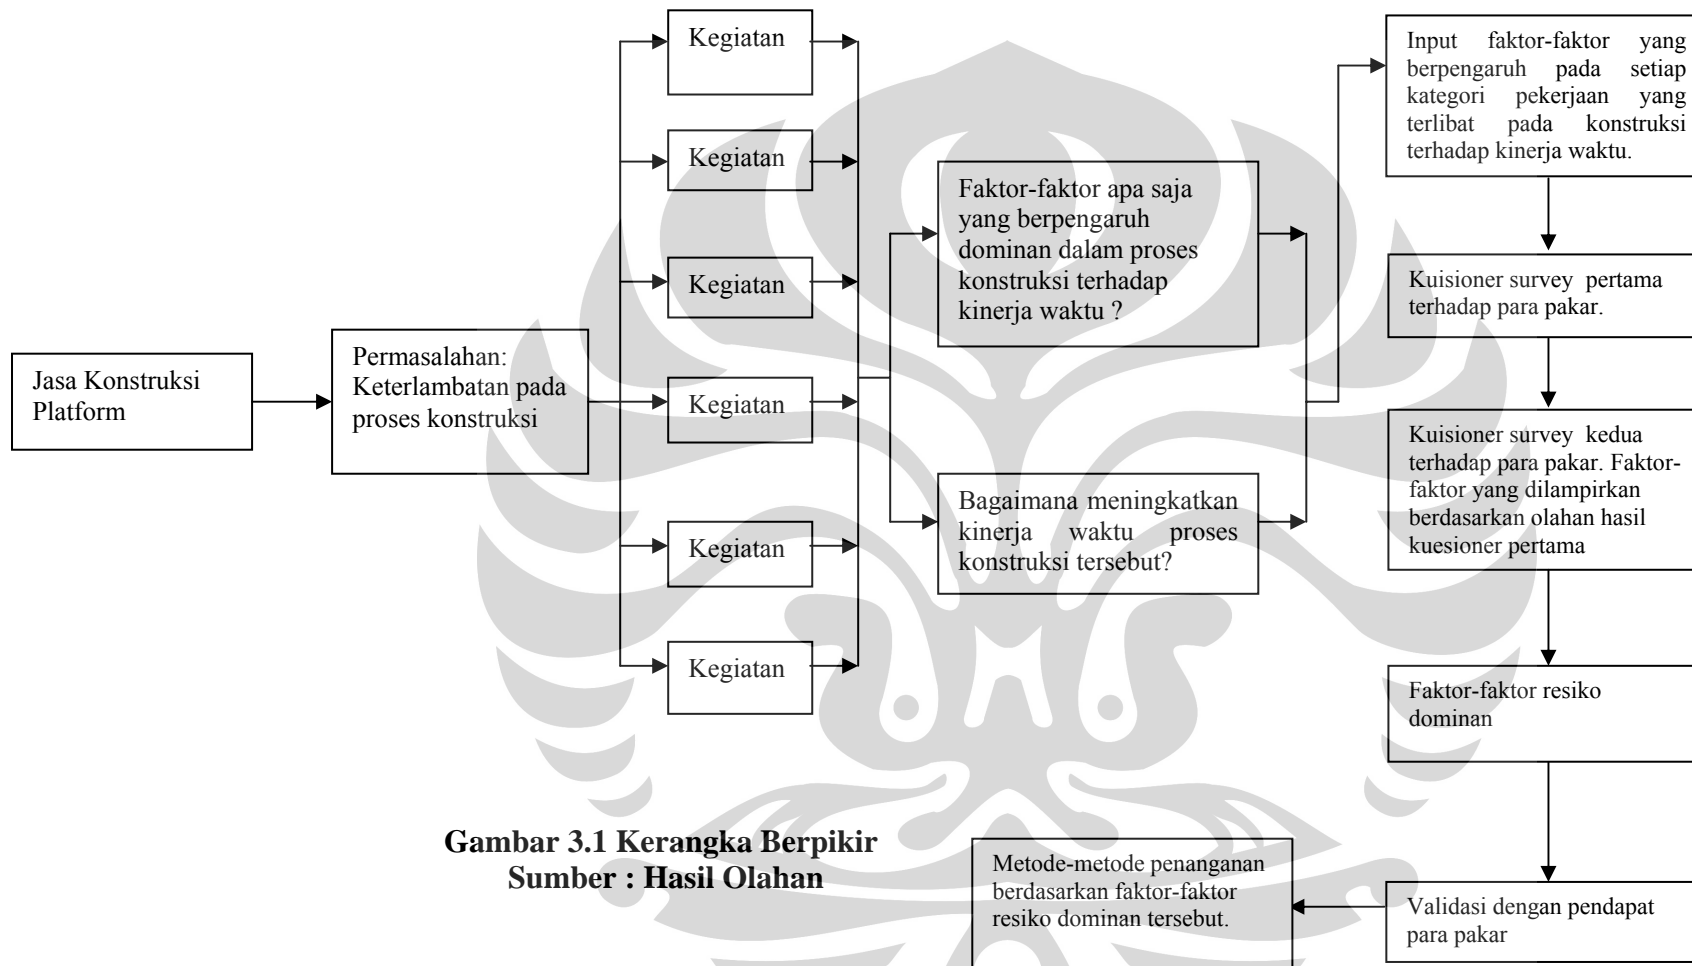 Jasa Konstruksi
Platform
Permasalahan:
Keterlambatan pada
proses konstruksi
Kegiatan
Kegiatan
Kegiatan
Kegiatan
Kegiatan
Kegiatan
Faktor-faktor apa saja
yang berpengaruh
dominan dalam proses
konstruksi terhadap
kinerja waktu ?
Bagaimana meningkatkan
kinerja waktu proses
konstruksi tersebut?
Input faktor-faktor yang
berpengaruh pada setiap
kategori pekerjaan yang
terlibat pada konstruksi
terhadap kinerja waktu.
Kuisioner survey pertama
terhadap para pakar.
Kuisioner survey kedua
terhadap para pakar. Faktor-
faktor yang dilampirkan
berdasarkan olahan hasil
kuesioner pertama
Faktor-faktor resiko
dominan
Validasi dengan pendapat
para pakar
Metode-metode penanganan
berdasarkan faktor-faktor
resiko dominan tersebut.
Gambar 3.1 Kerangka Berpikir
Sumber : Hasil Olahan